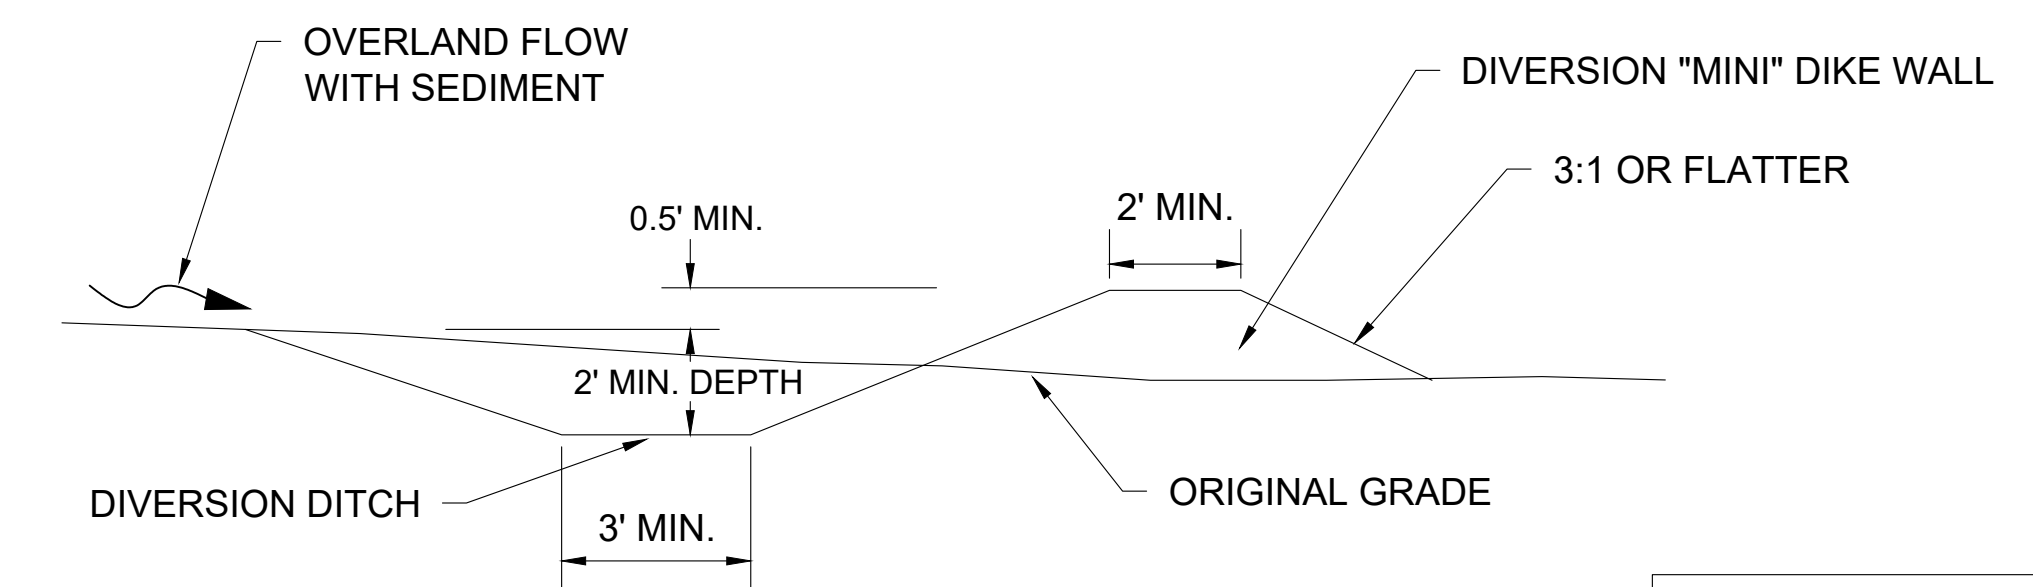 OVERLAND FLOW
WITH SEDIMENT
DIVERSION "MINI" DIKE WALL
3:1 OR FLATTER
0.5' MIN.
2' MIN.
2' MIN. DEPTH
DIVERSION DITCH
ORIGINAL GRADE
3' MIN.